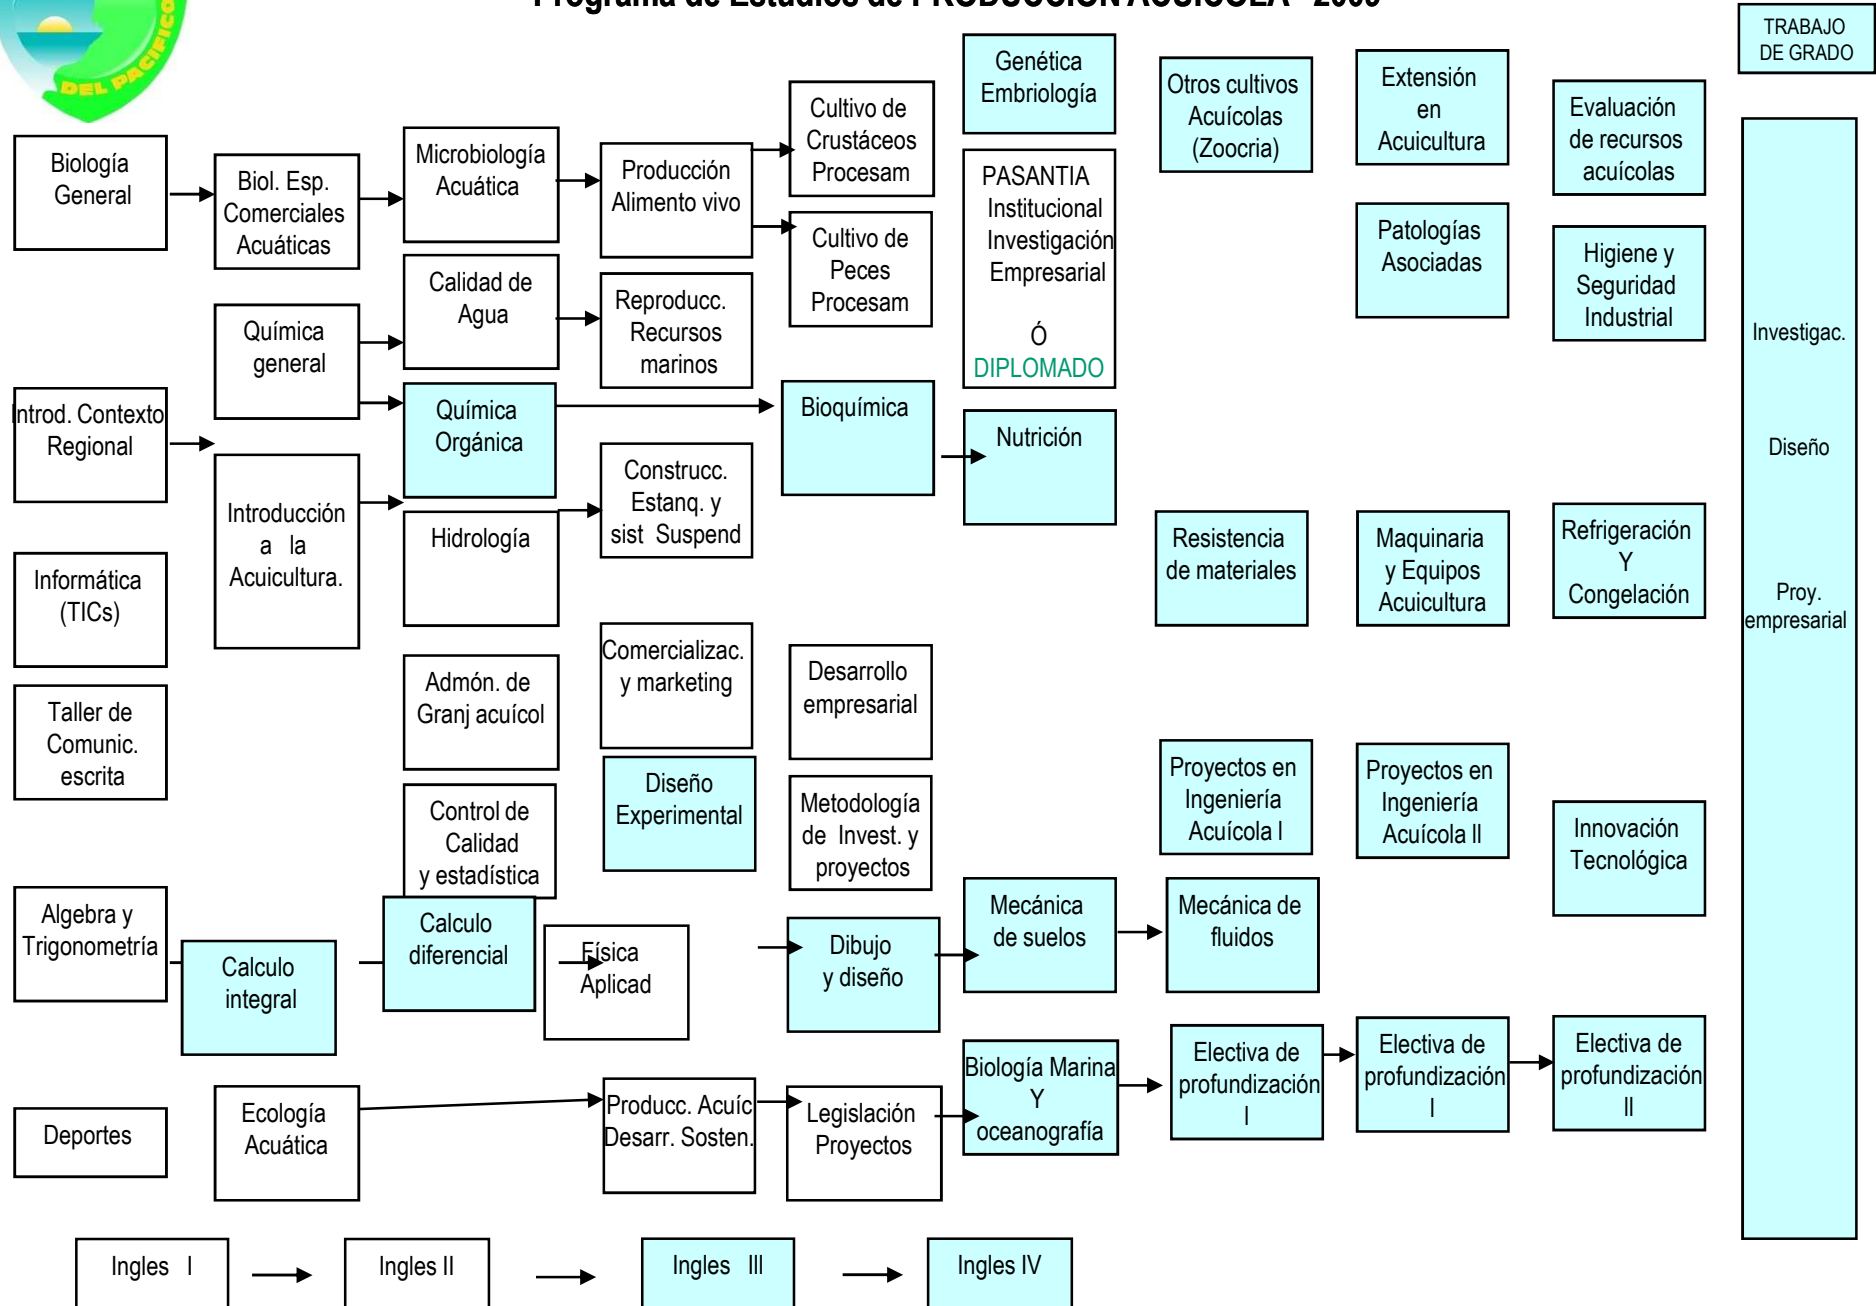 Programa de Estudios de PRODUCCION ACUICOLA - 2009
DEL PACIFICO
TRABAJO
DE GRADO
Biología
General
Introd. Contexto
Regional
Informática
(TICs)
Taller de
Comunic.
escrita
Algebra y
Trigonometría
Deportes
Biol. Esp.
Comerciales
Acuáticas
Química
general
Introducción
a la
Acuicultura.
Calculo
integral
Ecología
Acuática
Microbiología
Acuática
Calidad de
Agua
Química
Orgánica
Hidrología
Admón. de
Granj acuícol
Control de
Calidad
y estadística
Calculo
diferencial
Producción
Alimento vivo
Reproducc.
Recursos
marinos
Construcc.
Estanq. y
sist Suspend
Comercializac.
y marketing
Diseño
Experimental
Física
Aplicad
Producc. Acuíc
Desarr. Sosten.
Cultivo de
Crustáceos
Procesam
Cultivo de
Peces
Procesam
Bioquímica
Desarrollo
empresarial
Metodología
de Invest. y
proyectos
Dibujo
y diseño
Legislación
Proyectos
Genética
Embriología
PASANTIA
Institucional
Investigación
Empresarial
Ó
DIPLOMADO
Nutrición
Mecánica
de suelos
Biología Marina
Y
oceanografía
Otros cultivos
Acuícolas
(Zoocria)
Resistencia
de materiales
Proyectos en
Ingeniería
Acuícola I
Mecánica de
fluidos
Electiva de
profundización
I
Extensión
en
Acuicultura
Patologías
Asociadas
Maquinaria
y Equipos
Acuicultura
Proyectos en
Ingeniería
Acuícola II
Electiva de
profundización
I
Evaluación
de recursos
acuícolas
Higiene y
Seguridad
Industrial
Refrigeración
Y
Congelación
Innovación
Tecnológica
Electiva de
profundización
II
Investigac.
Diseño
Proy.
empresarial
Ingles I
Ingles II
Ingles III
Ingles IV